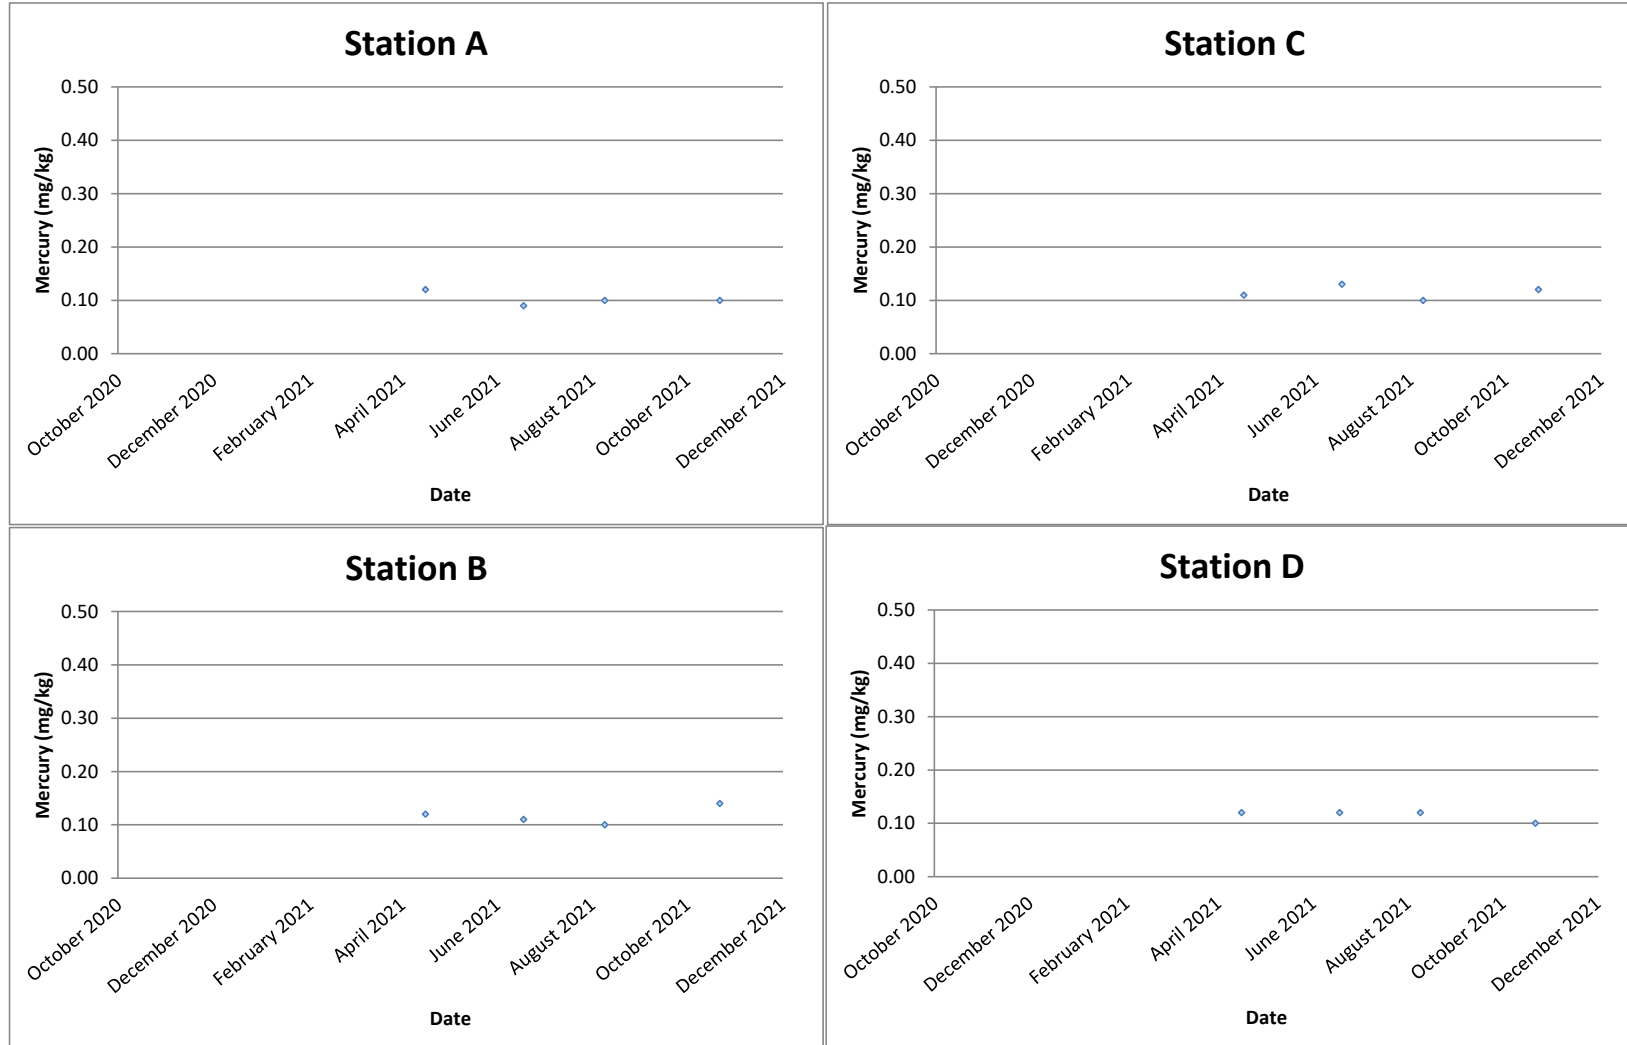 Station A
0.50
0.40
0.30
0.20
0.10
0.00
Mercury (mg/kg)
October 2020
December 2020
February 2021
April 2021
June 2021
August 2021
October 2021
December 2021
Date
Station C
0.50
0.40
0.30
0.20
0.10
0.00
Mercury (mg/kg)
October 2020
December 2020
February 2021
April 2021
June 2021
August 2021
October 2021
December 2021
Date
Station B
0.50
0.40
0.30
0.20
0.10
0.00
Mercury (mg/kg)
October 2020
December 2020
February 2021
April 2021
June 2021
August 2021
October 2021
December 2021
Date
Station D
0.50
0.40
0.30
0.20
0.10
0.00
Mercury (mg/kg)
October 2020
December 2020
February 2021
April 2021
June 2021
August 2021
October 2021
December 2021
Date